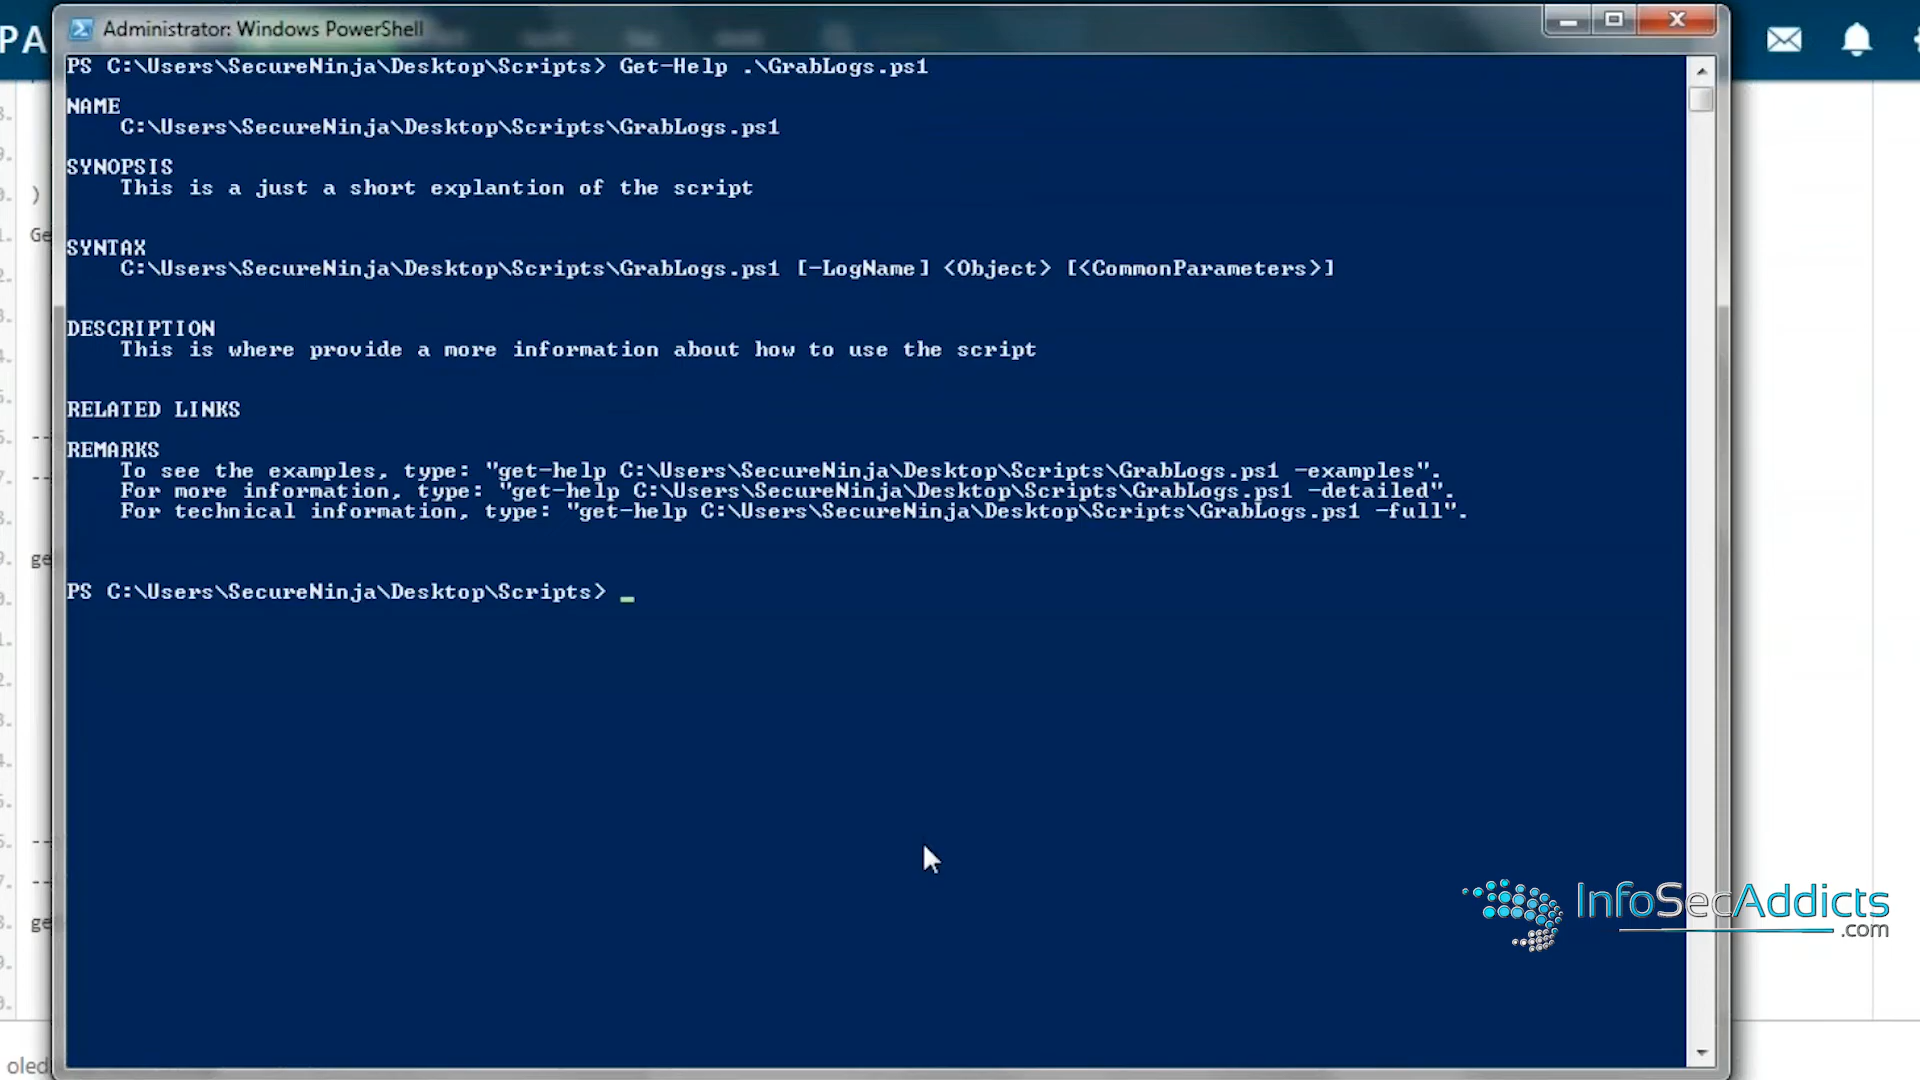 PA
Administrator: Windows PowerShell
PS C:\Users\SecureNinja\Desktop\Scripts> Get-Help .\GrabLogs.ps1
NAME
C:\Users\SecureNinja\Desktop\Scripts\GrabLogs.ps1
SYNOPSIS
This is a just a short explantion of the script
SYNTAX
C:\Users\SecureNinja\Desktop\Scripts\GrabLogs.ps1 [-LogName] <Object> [<CommonParameters>]
DESCRIPTION
This is where provide a more information about how to use the script
RELATED LINKS
REMARKS
To see the examples, type: "get-help C:\Users\SecureNinja\Desktop\Scripts\GrabLogs.ps1 -examples".
For more information, type: "get-help C:\Users\SecureNinja\Desktop\Scripts\GrabLogs.ps1 -detailed".
For technical information, type: "get-help C:\Users\SecureNinja\Desktop\Scripts\GrabLogs.ps1 -full".
PS C:\Users\SecureNinja\Desktop\Scripts> _
InfoSecAddicts
.com